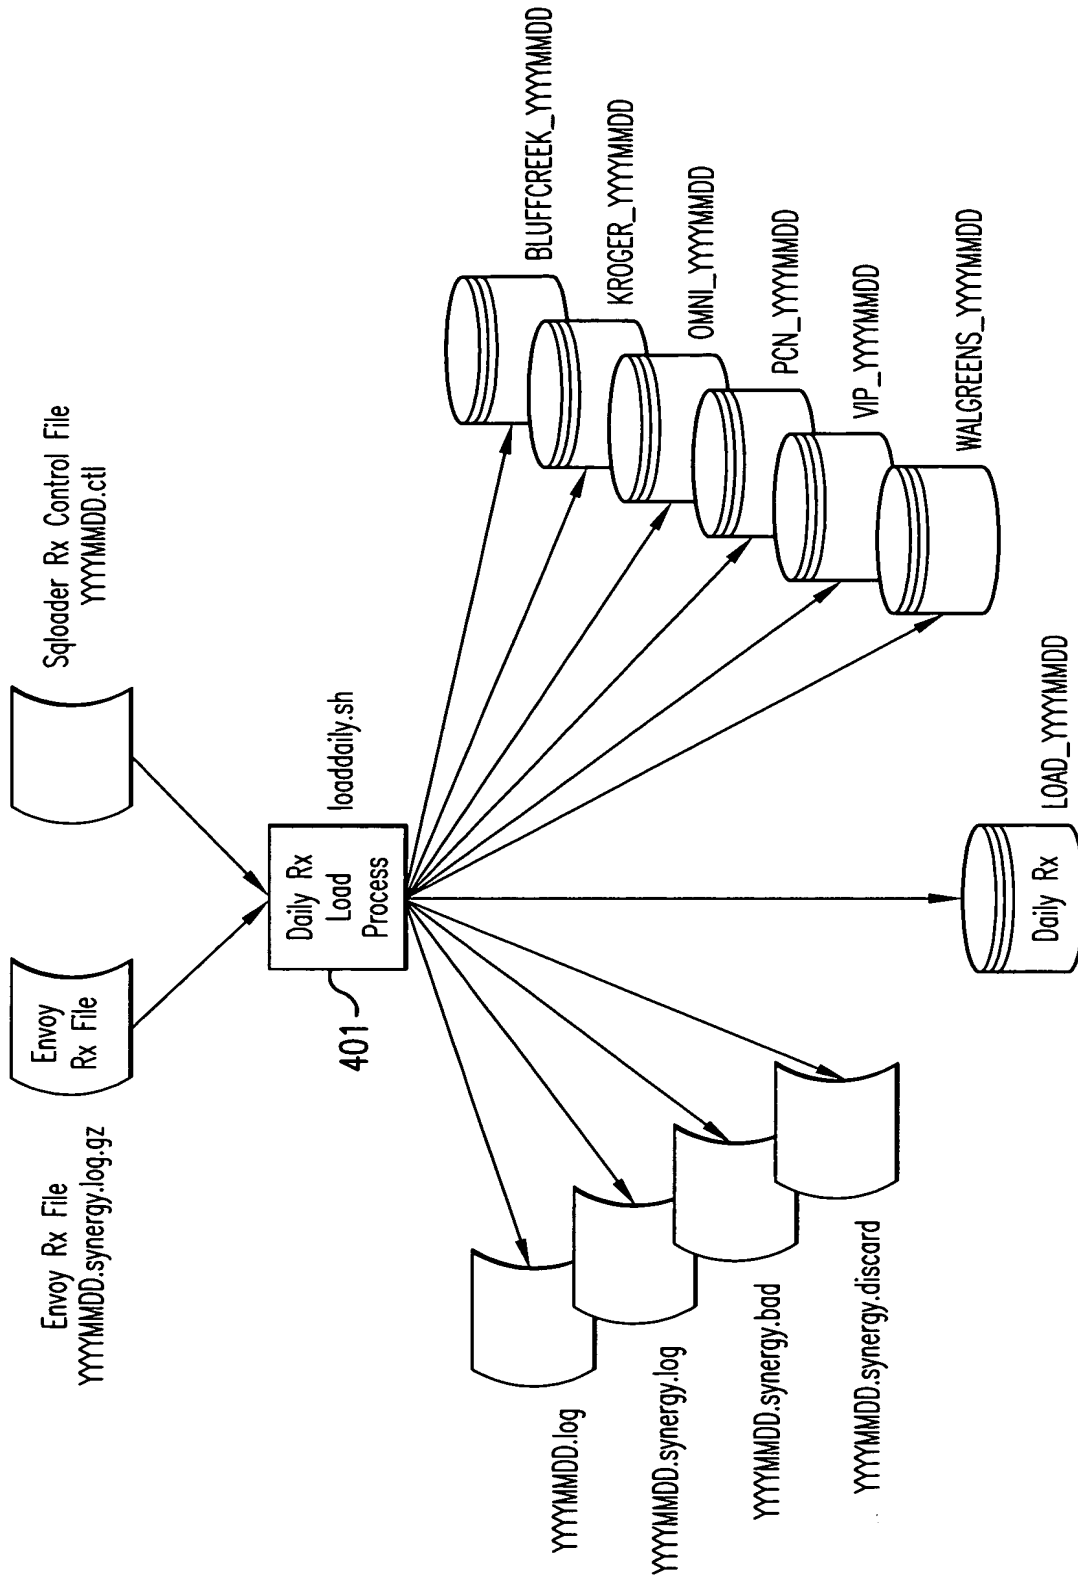 Envoy Rx File
YYYYMMDD.synergy.log.gz
Envoy
Rx File
Sqloader Rx Control File
YYYYMMDD.ctl
Daily Rx
Load
Process
loaddaily.sh
401
YYYYMMDD.log
YYYYMMDD.synergy.log
YYYYMMDD.synergy.bad
YYYYMMDD.synergy.discard
Daily Rx
LOAD_YYYYMMDD
BLUFFCREEK_YYYYMMDD
KROGER_YYYYMMDD
OMNI_YYYYMMDD
PCN_YYYYMMDD
VIP_YYYYMMDD
WALGREENS_YYYYMMDD